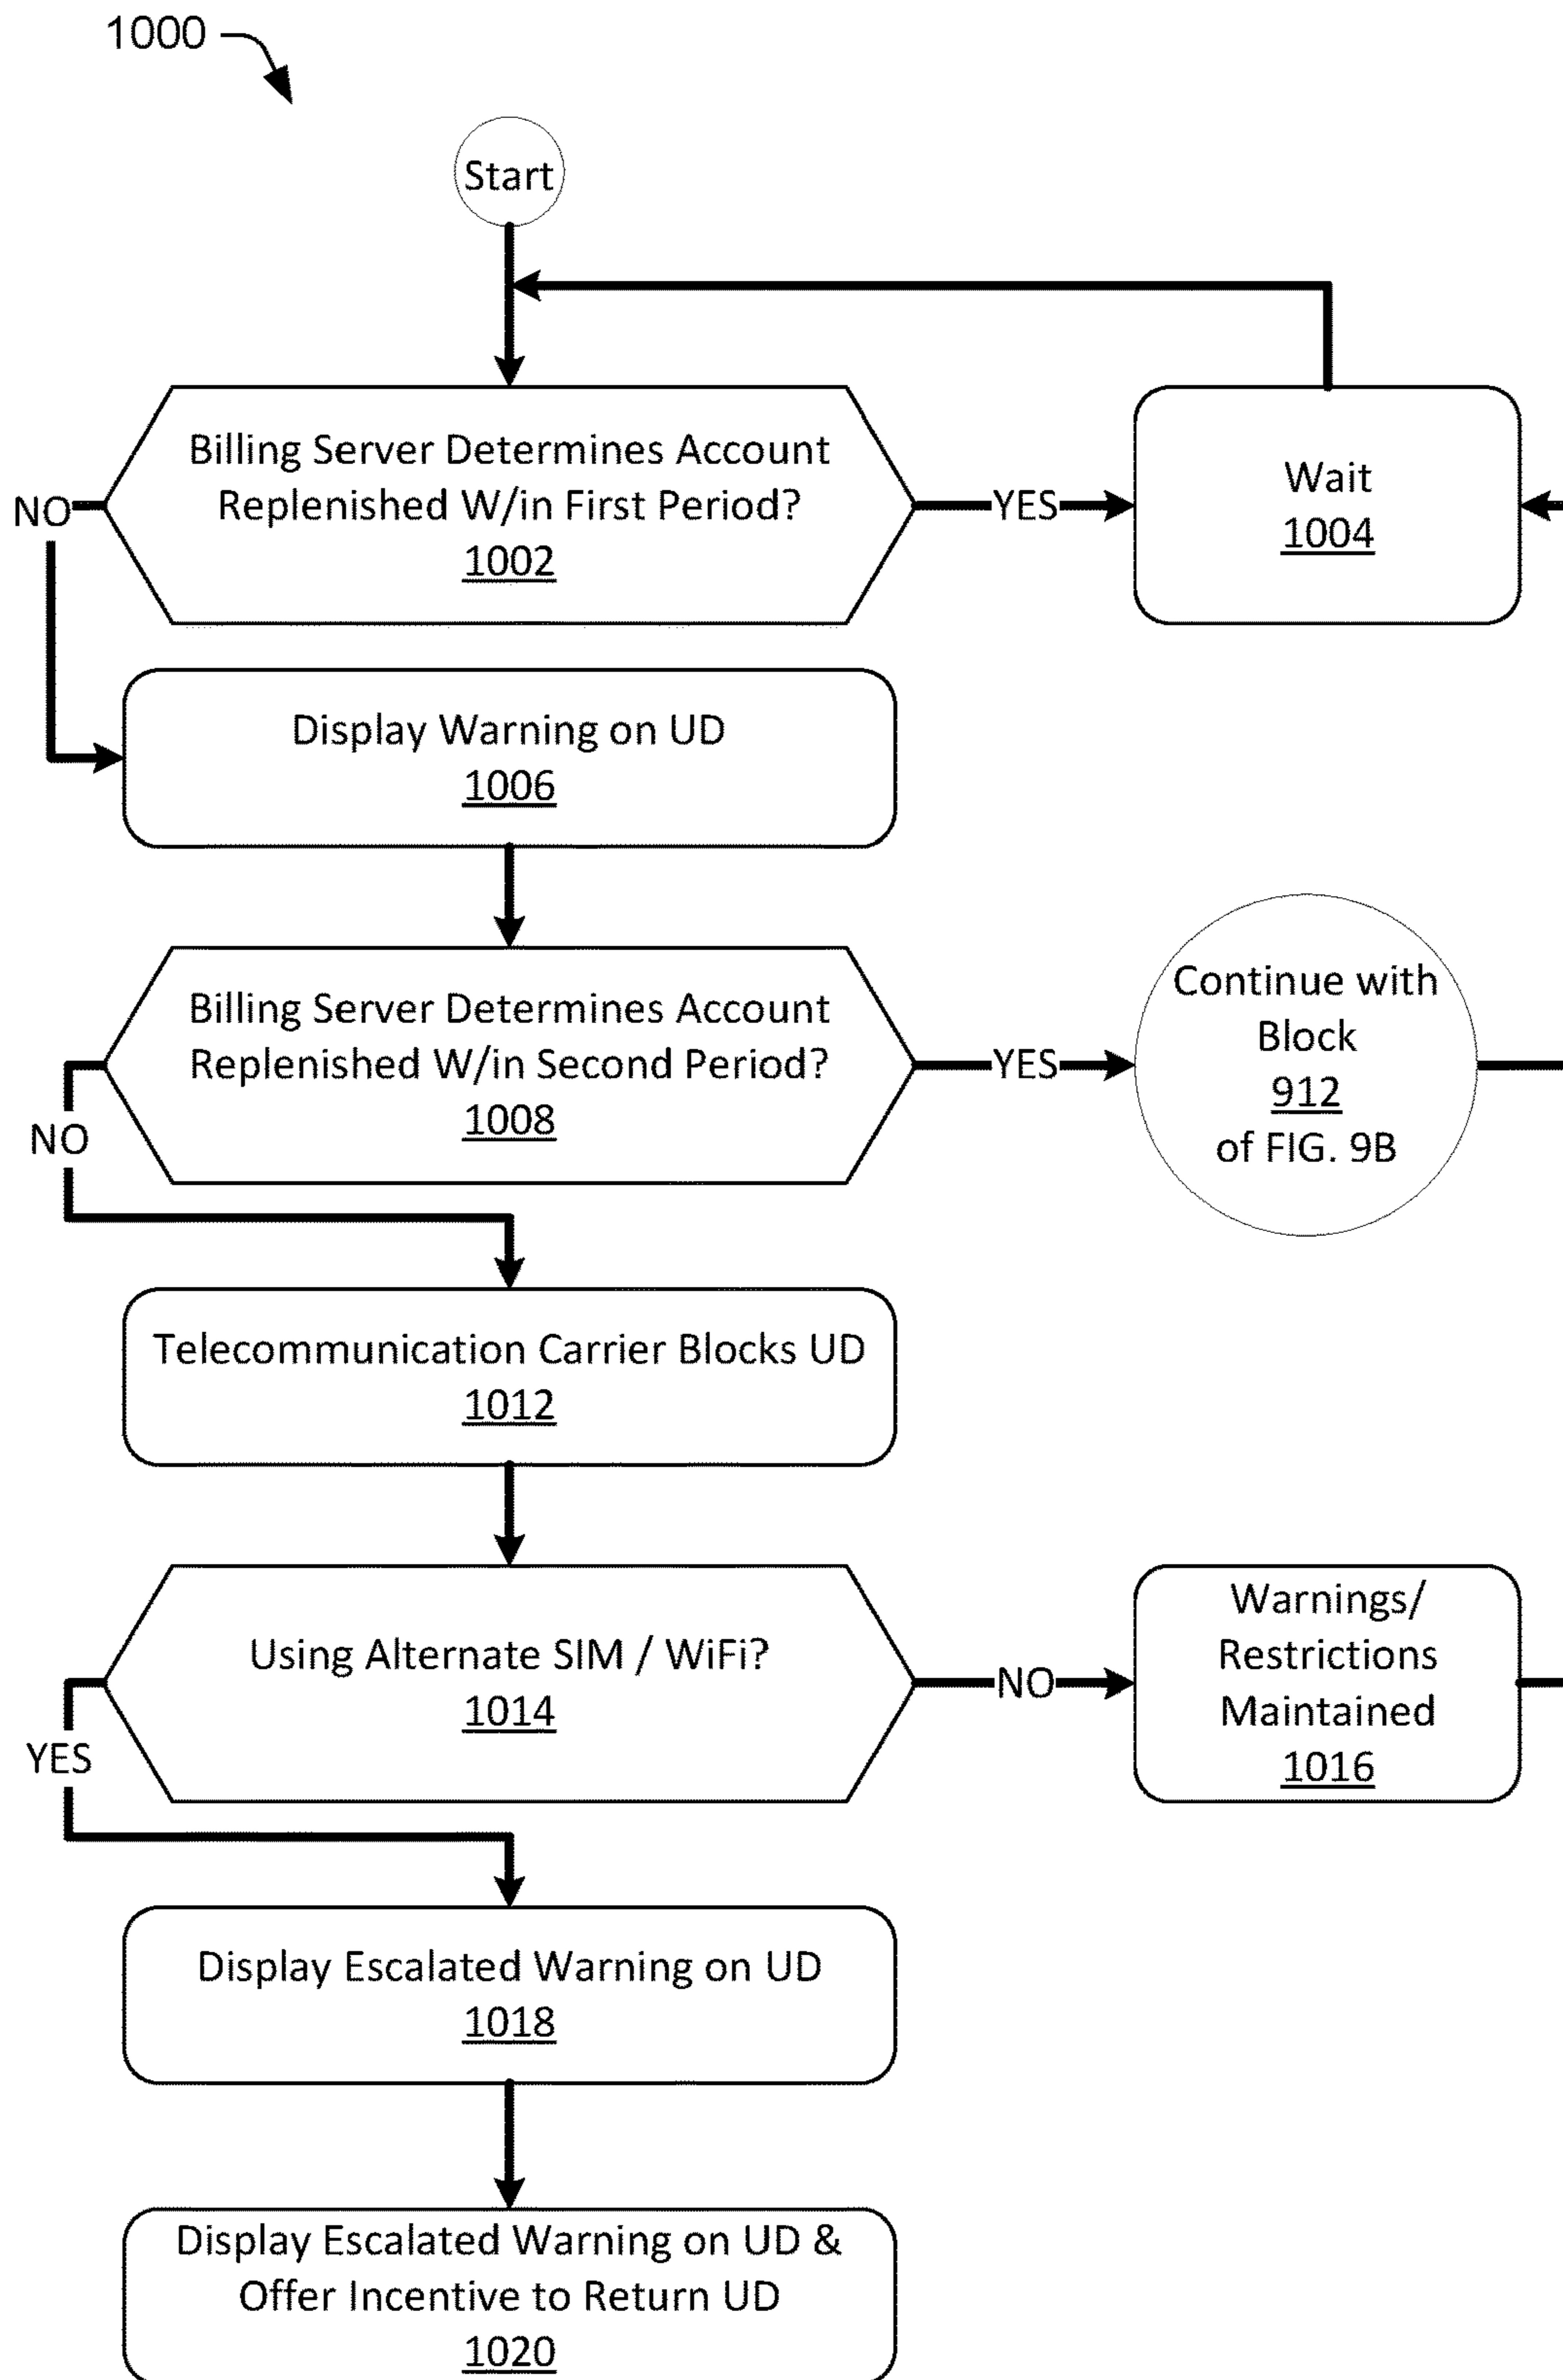 1000
Start
Billing Server Determines Account
Replenished W/in First Period?
1002
NO
YES
Wait
1004
Display Warning on UD
1006
Billing Server Determines Account
Replenished W/in Second Period?
1008
NO
YES
Continue with
Block
912
of FIG. 9B
Telecommunication Carrier Blocks UD
1012
Using Alternate SIM / WiFi?
1014
YES
NO
Warnings/
Restrictions
Maintained
1016
Display Escalated Warning on UD
1018
Display Escalated Warning on UD &
Offer Incentive to Return UD
1020